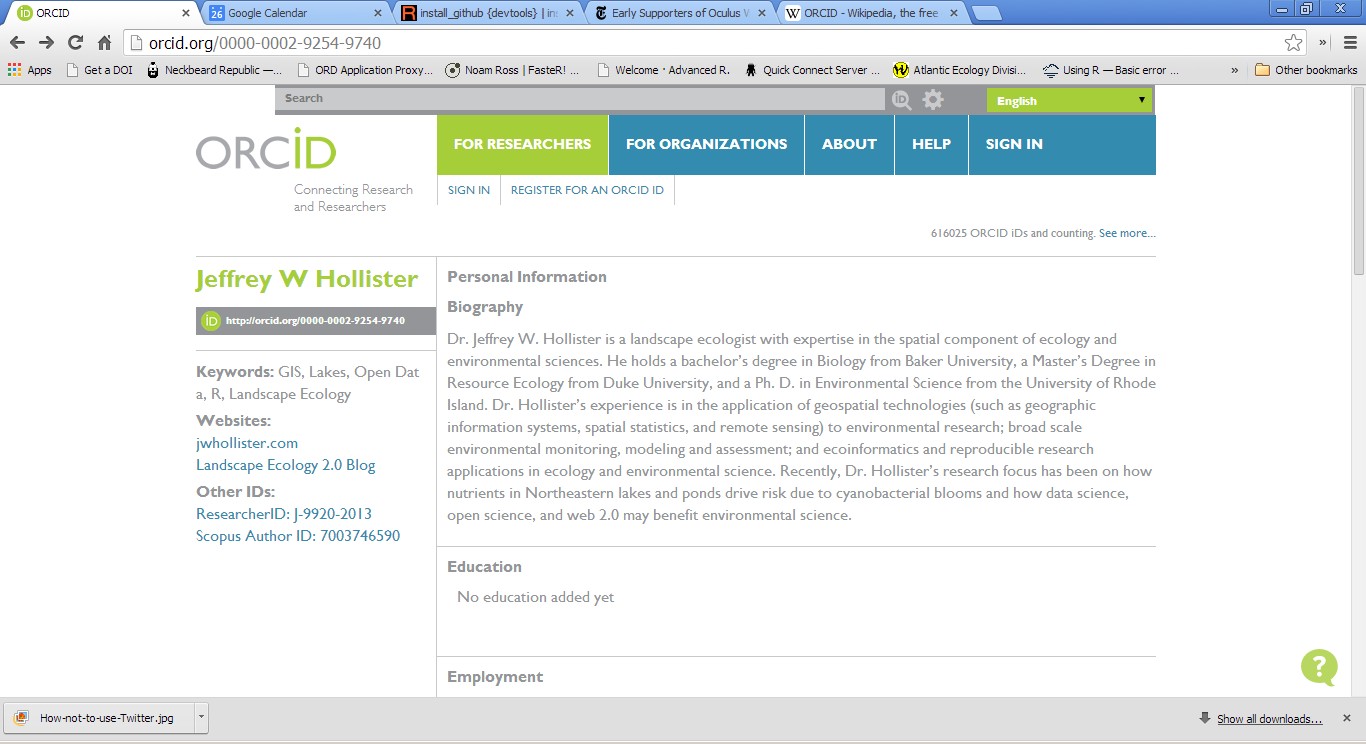 ORCID
26
Google Calendar
install_github {devtools} | in
Early Supporters of Oculus V
W
ORCID - Wikipedia, the free
orcid.org/0000-0002-9254-9740
Apps
Get a DOI
Neckbeard Republic —...
ORD Application Proxy...
Noam Ross | FasteR! ...
Welcome · Advanced R.
Quick Connect Server ...
Atlantic Ecology Divisi...
Using R — Basic error ...
»
Other bookmarks
Search
iD
English
ORCiD
Connecting Research
and Researchers
FOR RESEARCHERS
FOR ORGANIZATIONS
ABOUT
HELP
SIGN IN
SIGN IN
REGISTER FOR AN ORCID ID
616025 ORCID iDs and counting. See more...
Jeffrey W Hollister
iD http://orcid.org/0000-0002-9254-9740
Keywords: GIS, Lakes, Open Dat
a, R, Landscape Ecology
Websites:
jwhollister.com
Landscape Ecology 2.0 Blog
Other IDs:
ResearcherID: J-9920-2013
Scopus Author ID: 7003746590
Personal Information
Biography
Dr. Jeffrey W. Hollister is a landscape ecologist with expertise in the spatial component of ecology and
environmental sciences. He holds a bachelor's degree in Biology from Baker University, a Master's Degree in
Resource Ecology from Duke University, and a Ph. D. in Environmental Science from the University of Rhode
Island. Dr. Hollister's experience is in the application of geospatial technologies (such as geographic
information systems, spatial statistics, and remote sensing) to environmental research; broad scale
environmental monitoring, modeling and assessment; and ecoinformatics and reproducible research
applications in ecology and environmental science. Recently, Dr. Hollister's research focus has been on how
nutrients in Northeastern lakes and ponds drive risk due to cyanobacterial blooms and how data science,
open science, and web 2.0 may benefit environmental science.
Education
No education added yet
Employment
?
How-not-to-use-Twitter.jpg
Show all downloads...